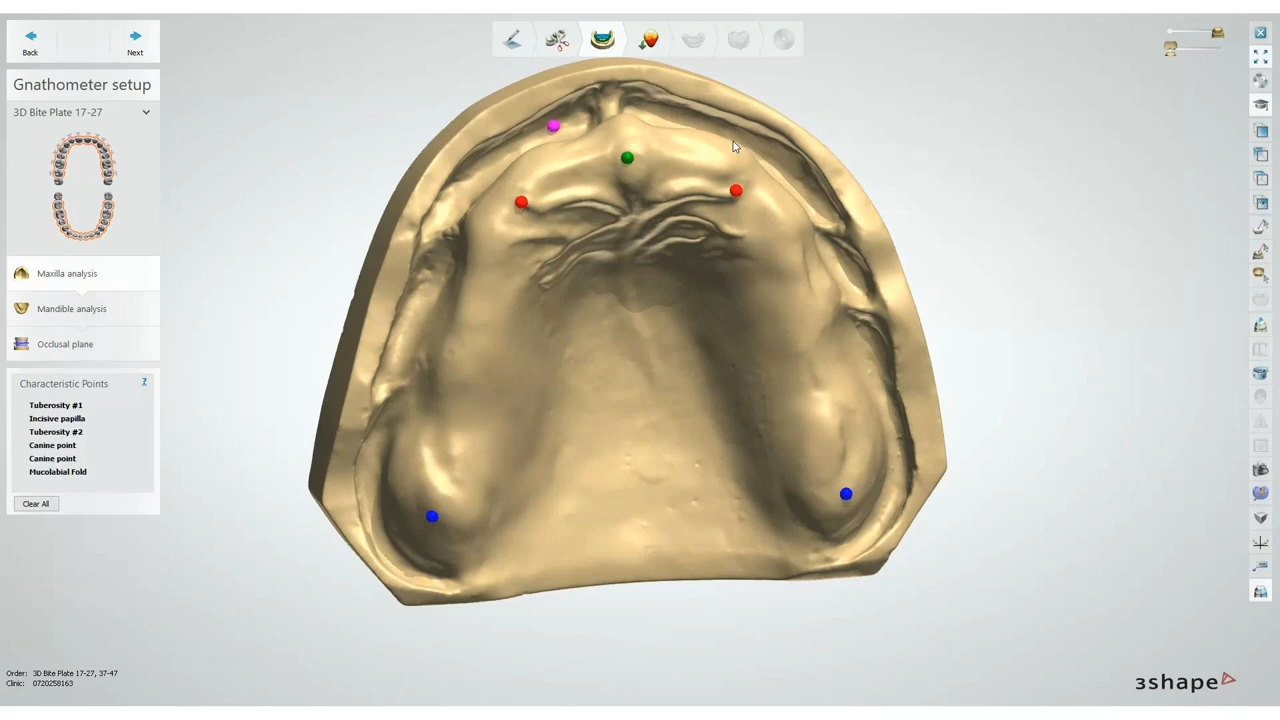 Back
Next
Gnathometer setup
3D Bite Plate 17-27
Maxilla analysis
Mandible analysis
Occlusal plane
Characteristic Points
?
Tuberosity #1
Incisive papilla
Tuberosity #2
Canine point
Canine point
Mucolabial Fold
Clear All
Order: 3D Bite Plate 17-27, 37-47
Clinic: 0720258163
3shape